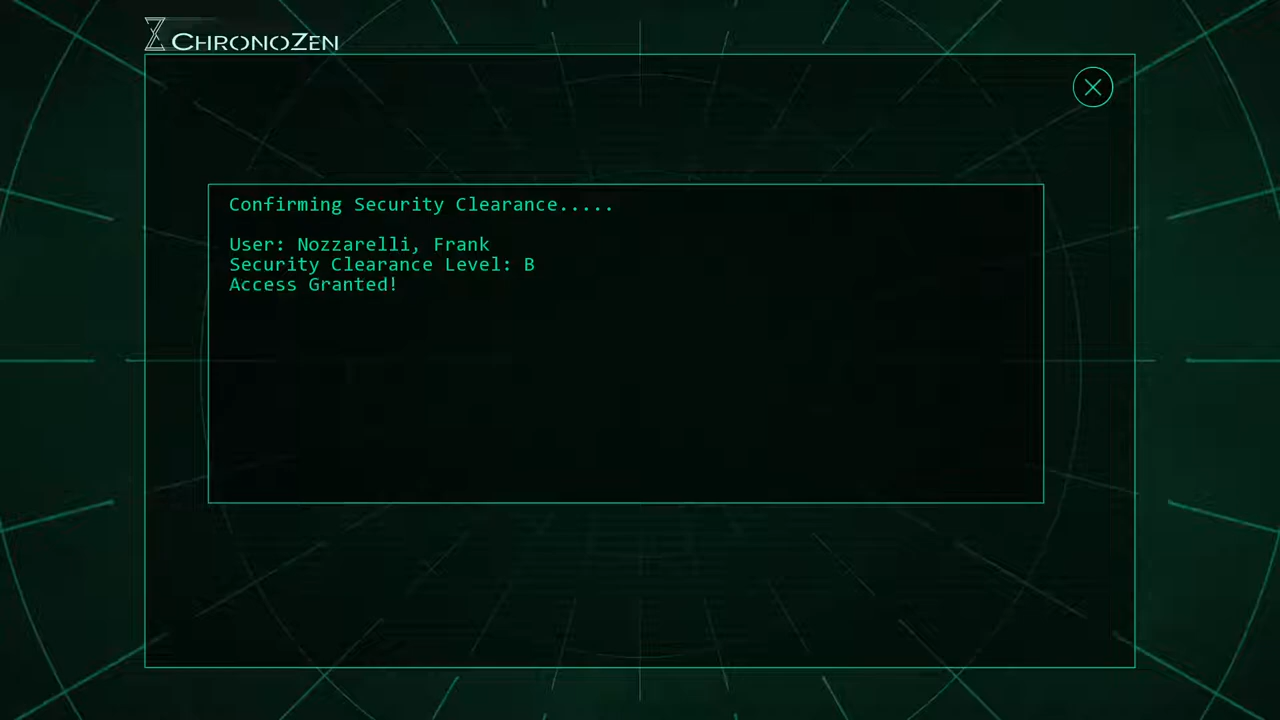 ChronoZen
Confirming Security Clearance.....
User: Nozzarelli, Frank
Security Clearance Level: B
Access Granted!